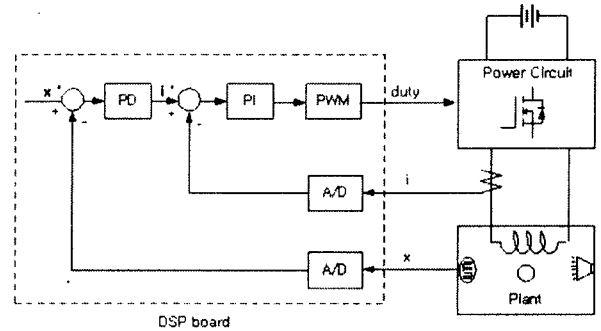 Power Circuit
x*
+
-
PD
i*
+
-
PI
PWM
duty
A/D
i
A/D
x
Plant
DSP board